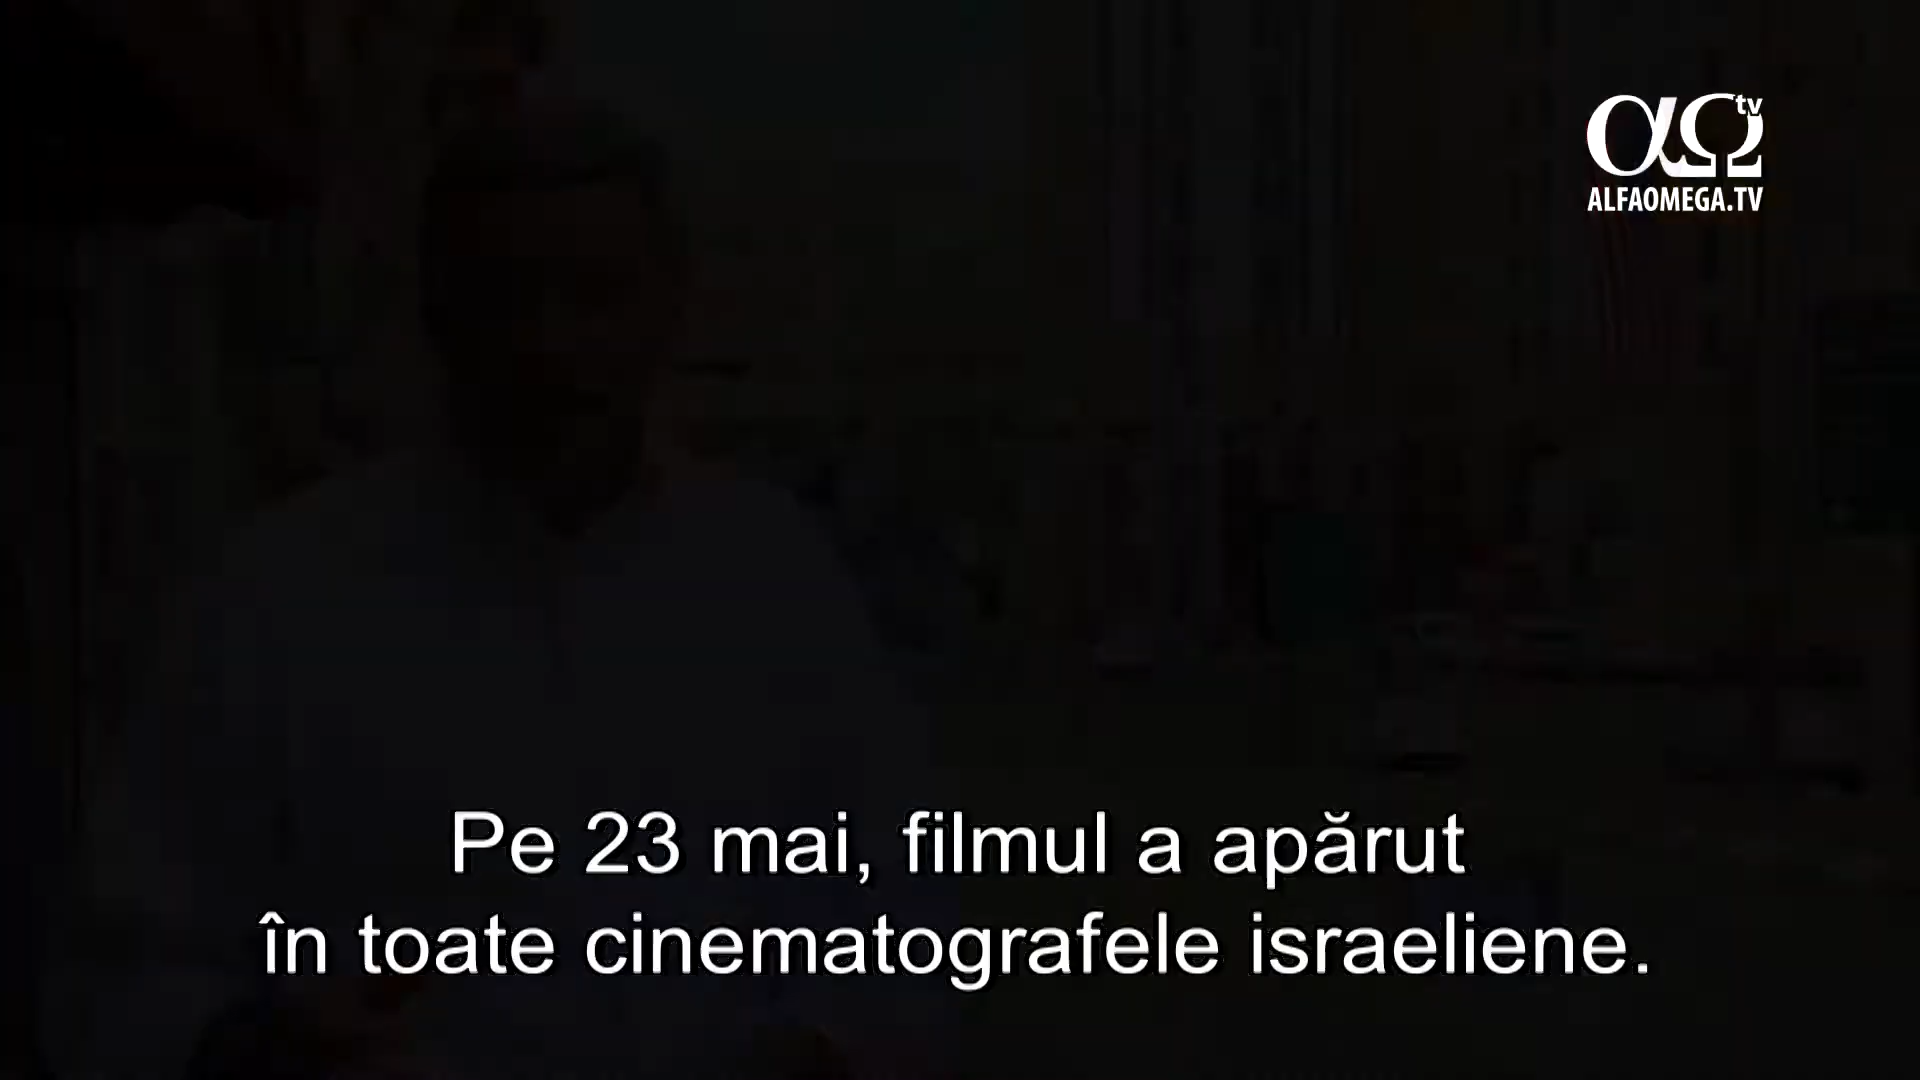 αΩ tv
ALFAOMEGA.TV
Pe 23 mai, filmul a apărut
în toate cinematografele israeliene.